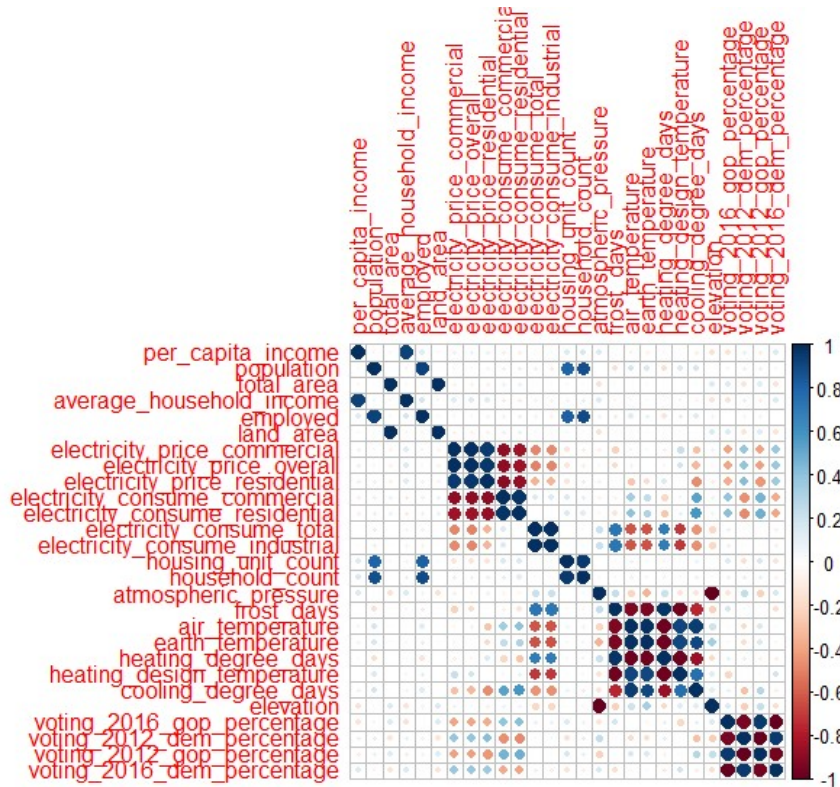 per_capita_income
population
total_area
average_household_income
employed
land_area
electricity_price_commercial
electricity_price_overall
electricity_price_residential
electricity_consume_commercia
electricity_consume_residential
electricity_consume_total
electricity_consume_industrial
housing_unit_count
household_count
atmospheric_pressure
frost_days
air_temperature
earth_temperature
heating_degree_days
heating_design_temperature
cooling_degree_days
elevation
voting_2016_gop_percentage
voting_2012_dem_percentage
voting_2012_gop_percentage
voting_2016_dem_percentage
per_capita_income
population
total_area
average_household_income
employed
land_area
electricity_price_commercial
electricity_price_overall
electricity_price_residential
electricity_consume_commercial
electricity_consume_residential
electricity_consume_total
electricity_consume_industrial
housing_unit_count
household_count
atmospheric_pressure
frost_days
air_temperature
earth_temperature
heating_degree_days
heating_design_temperature
cooling_degree_days
elevation
voting_2016_gop_percentage
voting_2012_dem_percentage
voting_2012_gop_percentage
voting_2016_dem_percentage
1
0.8
0.6
0.4
0.2
0
-0.2
-0.4
-0.6
-0.8
-1